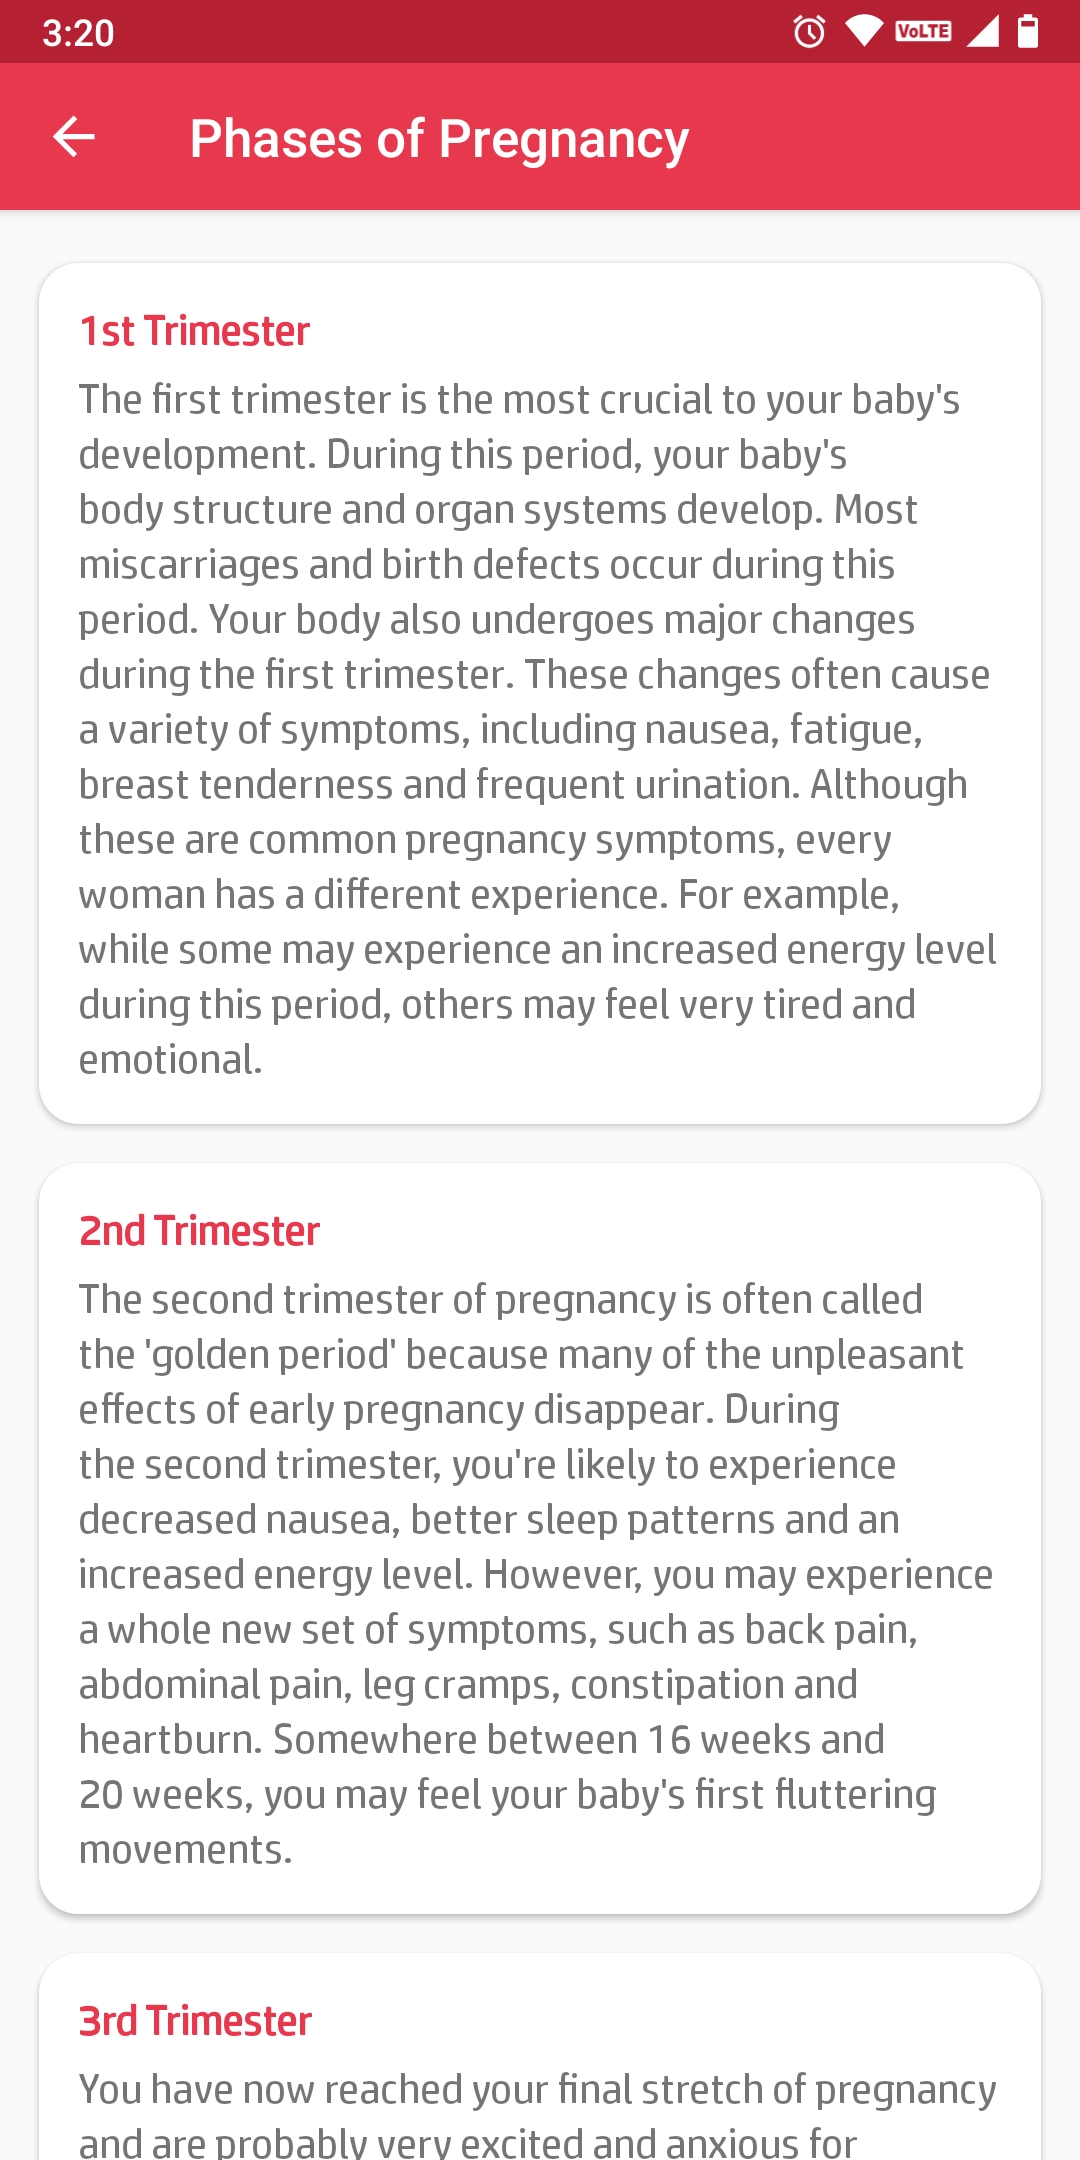 3:20
VoLTE
Phases of Pregnancy
1st Trimester
The first trimester is the most crucial to your baby's
development. During this period, your baby's
body structure and organ systems develop. Most
miscarriages and birth defects occur during this
period. Your body also undergoes major changes
during the first trimester. These changes often cause
a variety of symptoms, including nausea, fatigue,
breast tenderness and frequent urination. Although
these are common pregnancy symptoms, every
woman has a different experience. For example,
while some may experience an increased energy level
during this period, others may feel very tired and
emotional.
2nd Trimester
The second trimester of pregnancy is often called
the 'golden period' because many of the unpleasant
effects of early pregnancy disappear. During
the second trimester, you're likely to experience
decreased nausea, better sleep patterns and an
increased energy level. However, you may experience
a whole new set of symptoms, such as back pain,
abdominal pain, leg cramps, constipation and
heartburn. Somewhere between 16 weeks and
20 weeks, you may feel your baby's first fluttering
movements.
3rd Trimester
You have now reached your final stretch of pregnancy
and are probably very excited and anxious for